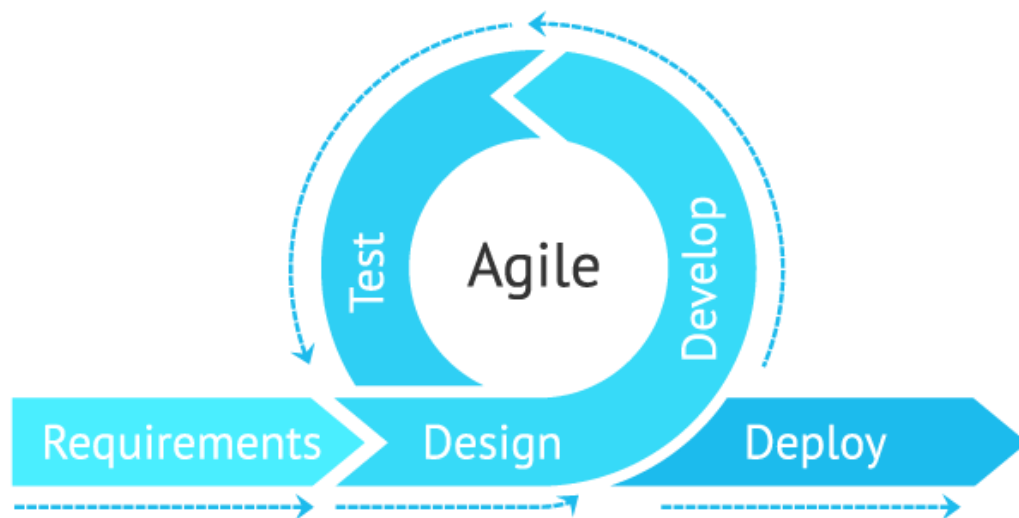 Test
Agile
Develop
Requirements
Design
Deploy